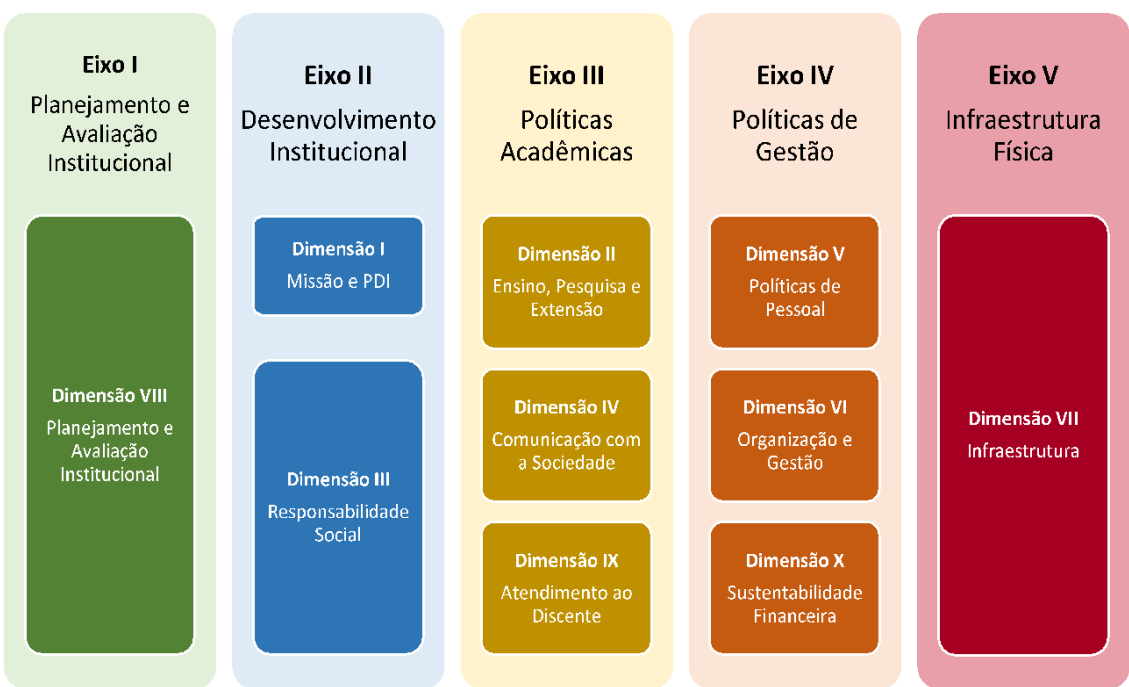 Eixo I
Planejamento e
Avaliação
Institucional
Dimensão VIII
Planejamento e
Avaliação
Institucional
Eixo II
Desenvolvimento
Institucional
Dimensão I
Missão e PDI
Dimensão III
Responsabilidade
Social
Eixo III
Políticas
Acadêmicas
Dimensão II
Ensino, Pesquisa e
Extensão
Dimensão IV
Comunicação com
a Sociedade
Dimensão IX
Atendimento ao
Discente
Eixo IV
Políticas de
Gestão
Dimensão V
Políticas de
Pessoal
Dimensão VI
Organização e
Gestão
Dimensão X
Sustentabilidade
Financeira
Eixo V
Infraestrutura
Física
Dimensão VII
Infraestrutura